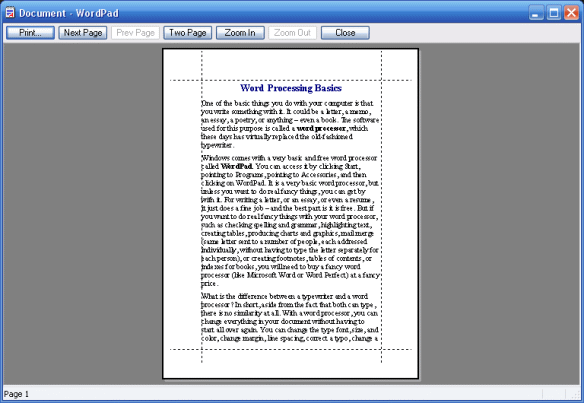 Document - WordPad
Print... Next Page Prev Page Two Page Zoom In Zoom Out Close
Word Processing Basics
One of the basic things you do with your computer is that
you write something with it. It could be a letter, a memo,
an essay, a poetry, or anything – even a book. The software
used for this purpose is called a word processor, which
these days has virtually replaced the old-fashioned
typewriter.
Windows comes with a very basic and free word processor
called WordPad. You can access it by clicking Start,
pointing to Programs, pointing to Accessories, and then
clicking on WordPad. It is a very basic word processor, but
unless you want to do real fancy things, you can get by
with it. For writing a letter, or an essay, or even a resume,
it just does a fine job – and the best part is it is free. But if
you want to do real fancy things with your word processor,
such as checking spelling and grammar, highlighting text,
creating tables, producing charts and graphics, mail merge
(same letter sent to a number of people, each addressed
individually, without having to type the letter separately for
each person), or creating footnotes, tables of contents, or
indexes for books, you will need to buy a fancy word
processor (like Microsoft Word or Word Perfect) at a fancy
price.
What is the difference between a typewriter and a word
processor? In short, aside from the fact that both can type,
there is no similarity at all. With a word processor, you can
change everything in your document without having to
start all over again. You can change the type font, size, and
color, change margin, line spacing, correct a typo, change a
Page 1